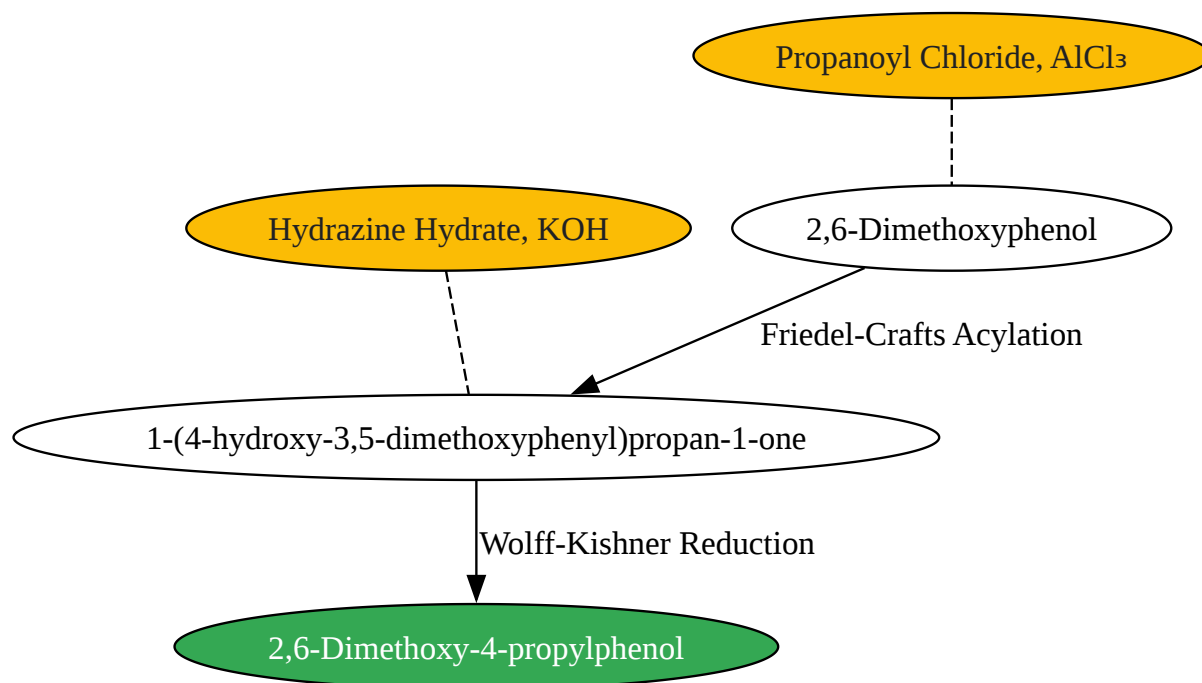 Propanoyl Chloride, AlCl₃
Hydrazine Hydrate, KOH
2,6-Dimethoxyphenol
Friedel-Crafts Acylation
1-(4-hydroxy-3,5-dimethoxyphenyl)propan-1-one
Wolff-Kishner Reduction
2,6-Dimethoxy-4-propylphenol